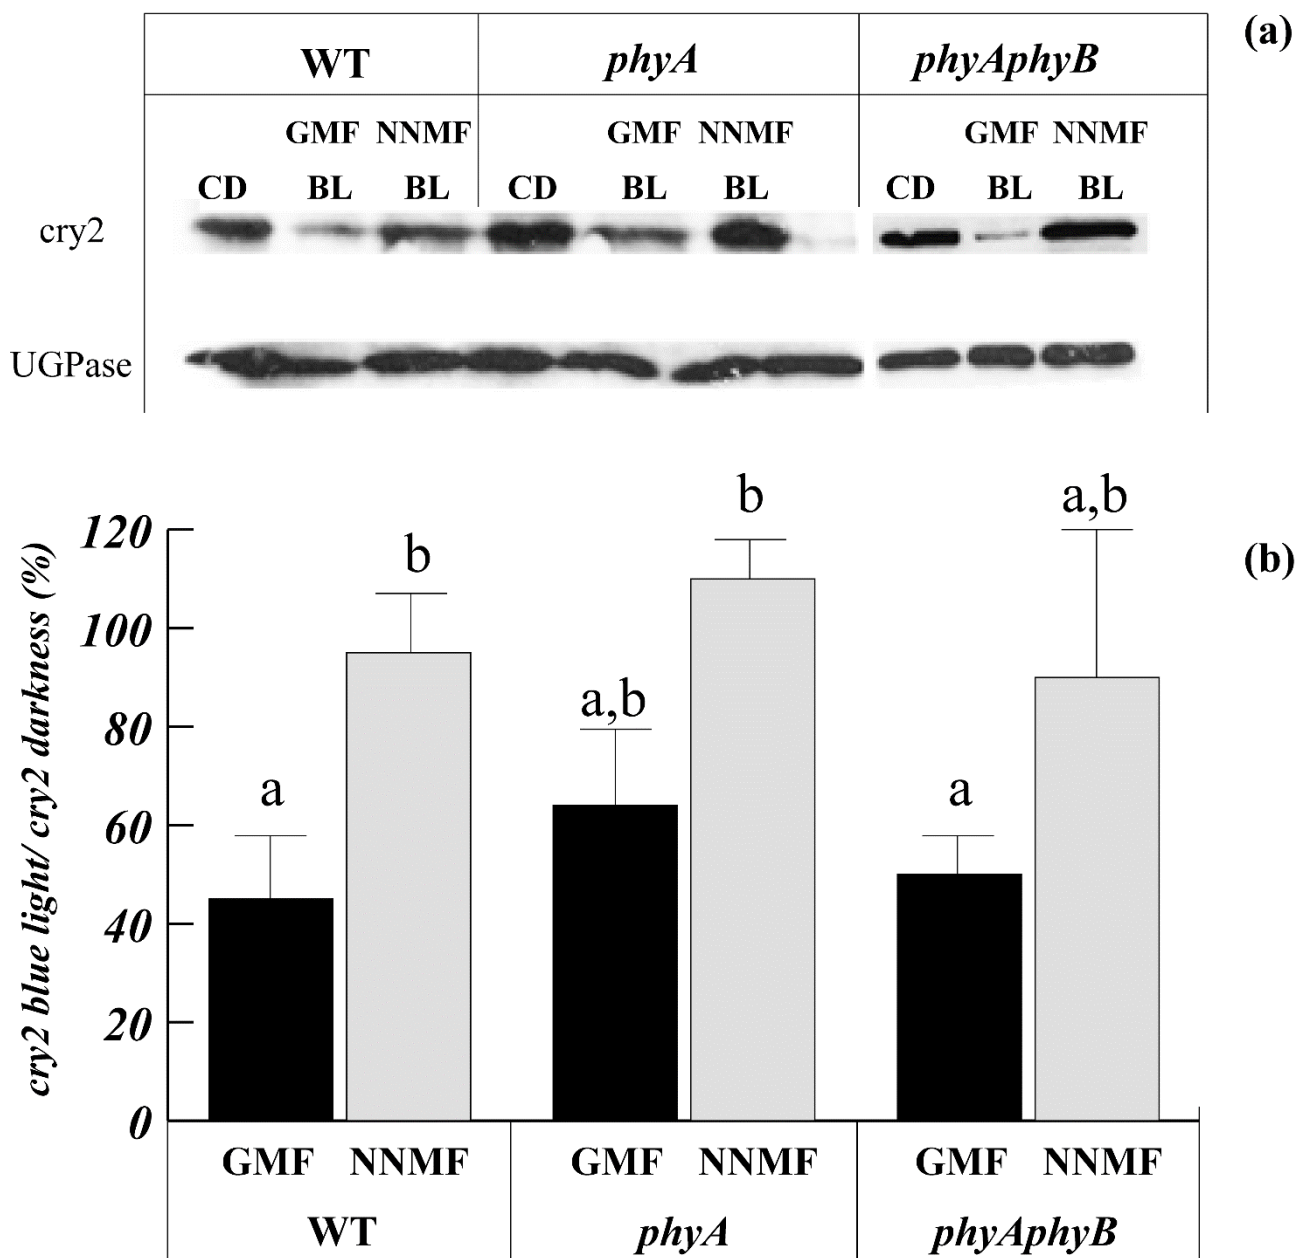 (a)
WT phyA phyAphyB
GMF NNMF GMF NNMF GMF NNMF
CD BL BL CD BL BL CD BL BL
cry2
UGPase
(b)
cry2 blue light/ cry2 darkness (%)
120
100
80
60
40
20
0
a b a,b b a a,b
GMF NNMF GMF NNMF GMF NNMF
WT phyA phyAphyB